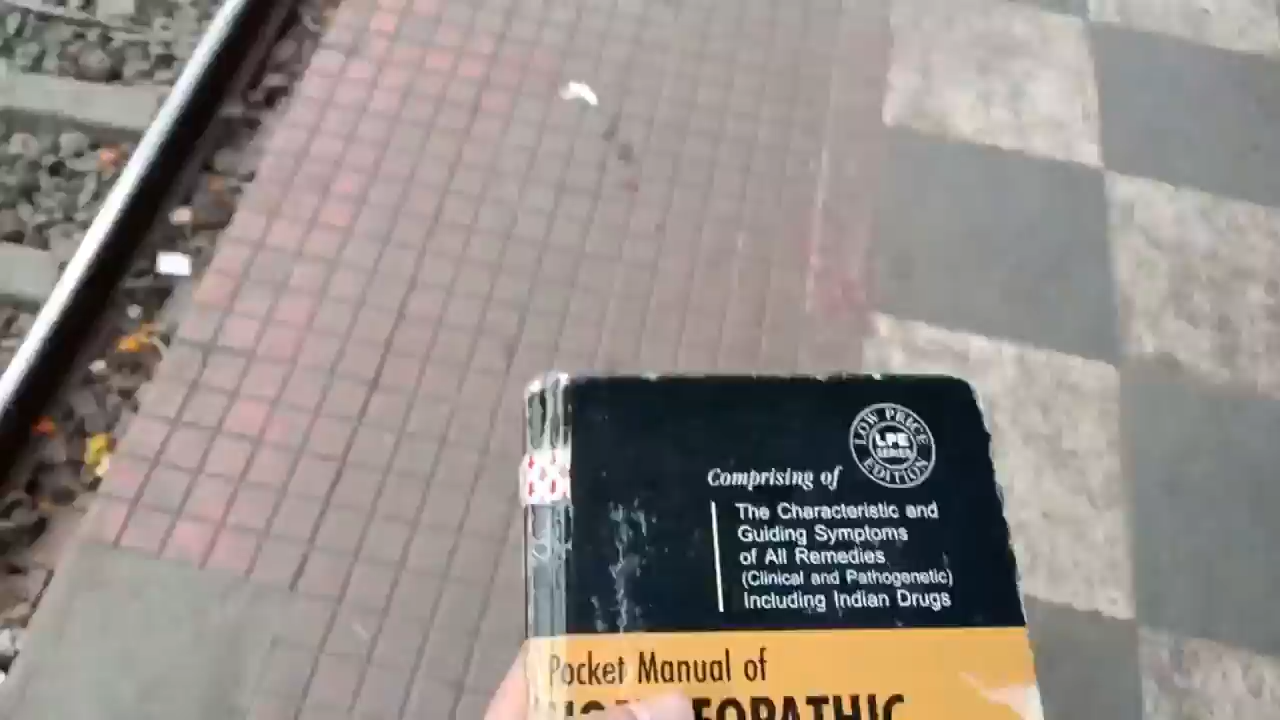 LOW PRICE
LPE
SERIES
EDITION
Comprising of
The Characteristic and
Guiding Symptoms
of All Remedies
(Clinical and Pathogenetic)
Including Indian Drugs
Pocket Manual of